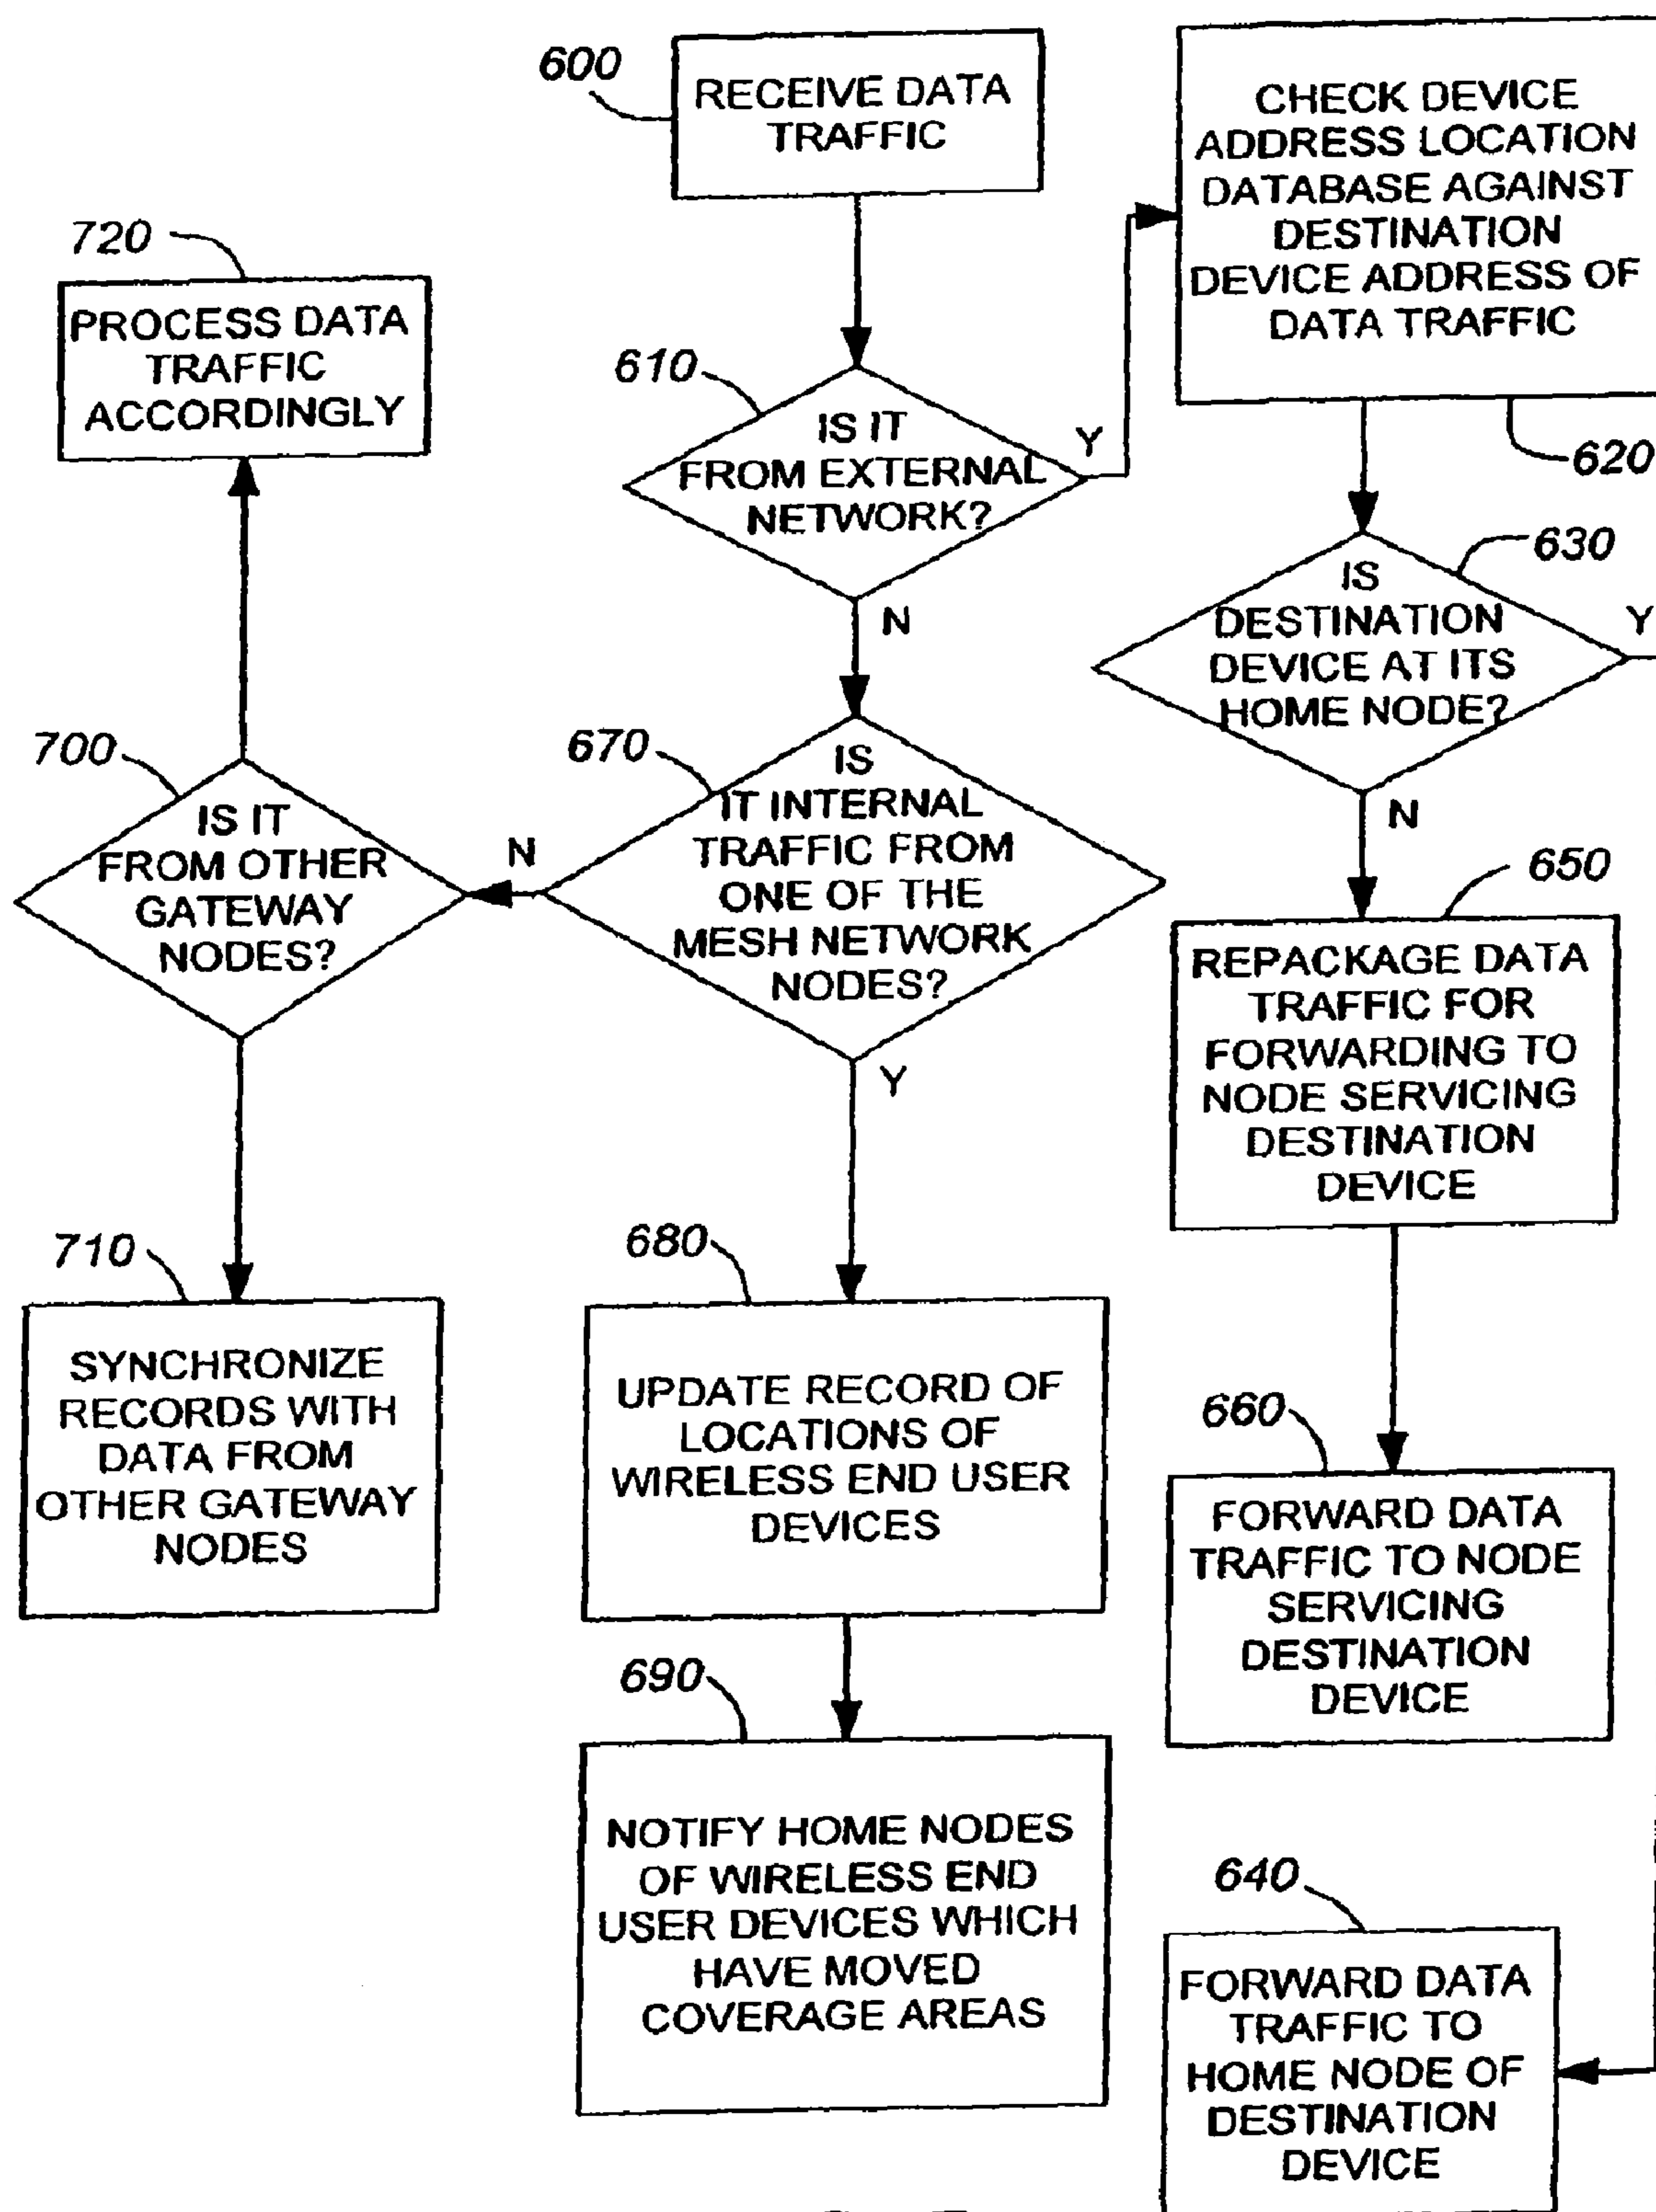 600
RECEIVE DATA
TRAFFIC
CHECK DEVICE
ADDRESS LOCATION
DATABASE AGAINST
DESTINATION
DEVICE ADDRESS OF
DATA TRAFFIC
620
720
PROCESS DATA
TRAFFIC
ACCORDINGLY
610
IS IT
FROM EXTERNAL
NETWORK?
Y
N
630
IS
DESTINATION
DEVICE AT ITS
HOME NODE?
Y
N
700
IS IT
FROM OTHER
GATEWAY
NODES?
670
IS
IT INTERNAL
TRAFFIC FROM
ONE OF THE
MESH NETWORK
NODES?
N
Y
650
REPACKAGE DATA
TRAFFIC FOR
FORWARDING TO
NODE SERVICING
DESTINATION
DEVICE
710
SYNCHRONIZE
RECORDS WITH
DATA FROM
OTHER GATEWAY
NODES
680
UPDATE RECORD OF
LOCATIONS OF
WIRELESS END USER
DEVICES
660
FORWARD DATA
TRAFFIC TO NODE
SERVICING
DESTINATION
DEVICE
690
NOTIFY HOME NODES
OF WIRELESS END
USER DEVICES WHICH
HAVE MOVED
COVERAGE AREAS
640
FORWARD DATA
TRAFFIC TO
HOME NODE OF
DESTINATION
DEVICE